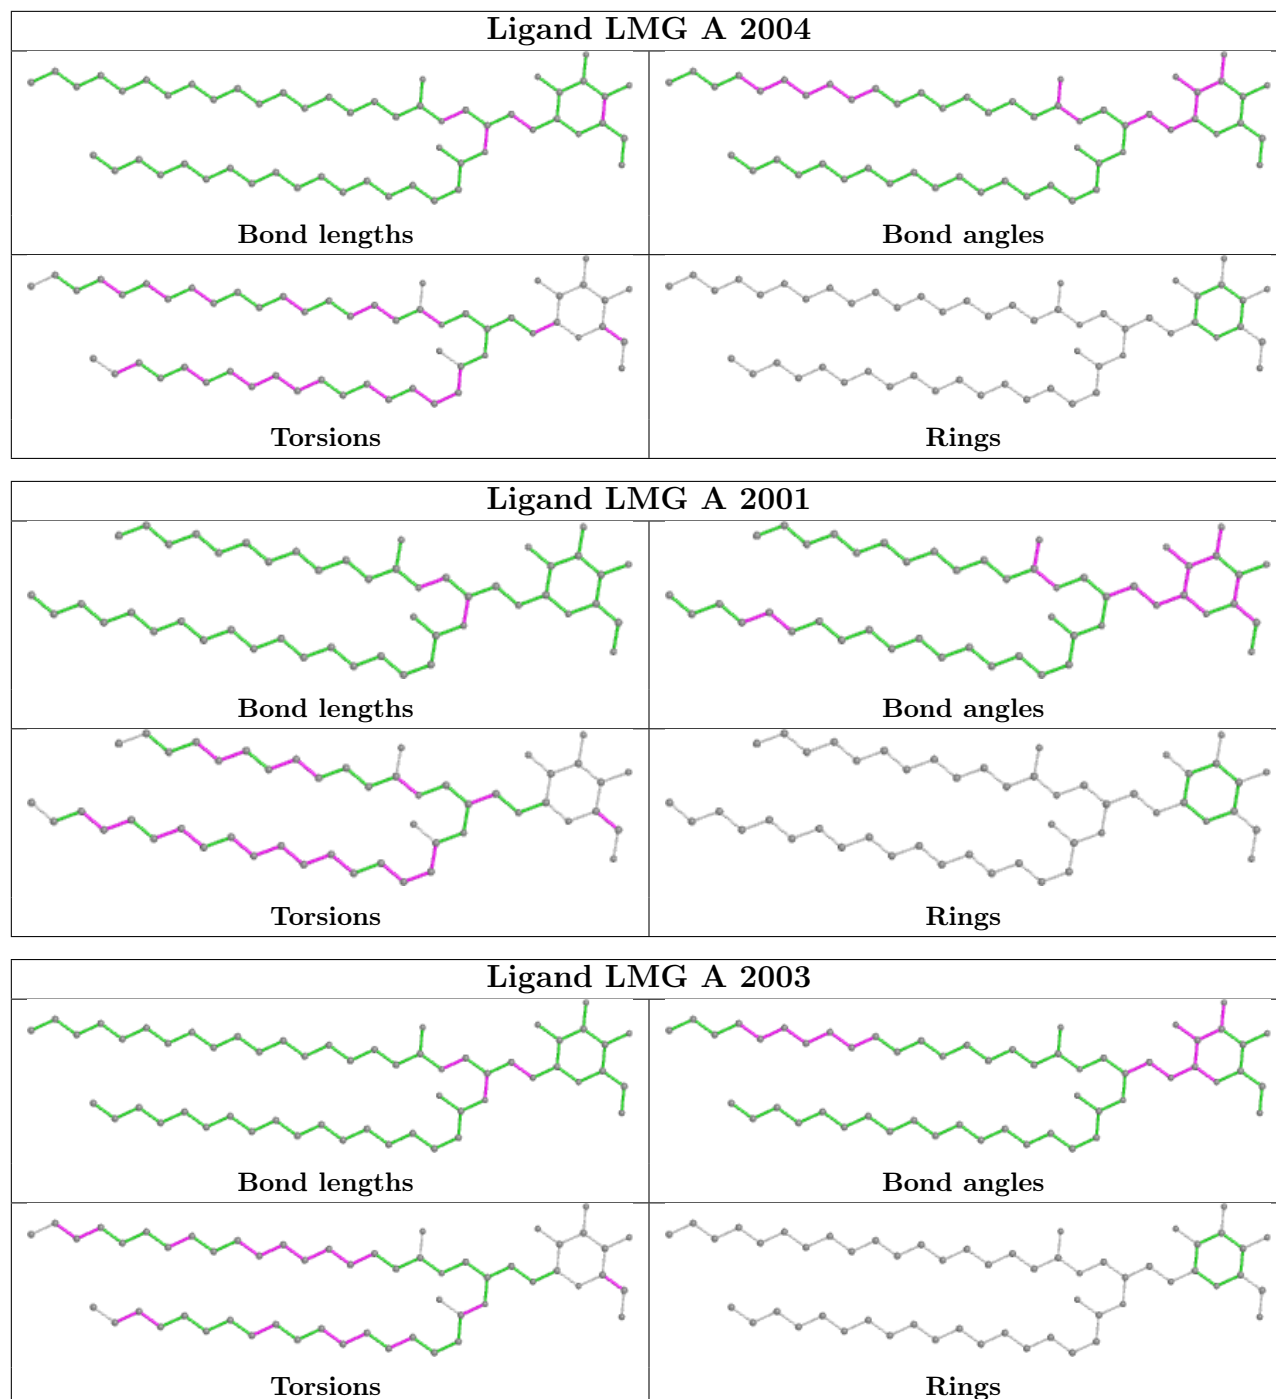 Ligand LMG A 2004
Bond lengths
Bond angles
Torsions
Rings
Ligand LMG A 2001
Bond lengths
Bond angles
Torsions
Rings
Ligand LMG A 2003
Bond lengths
Bond angles
Torsions
Rings